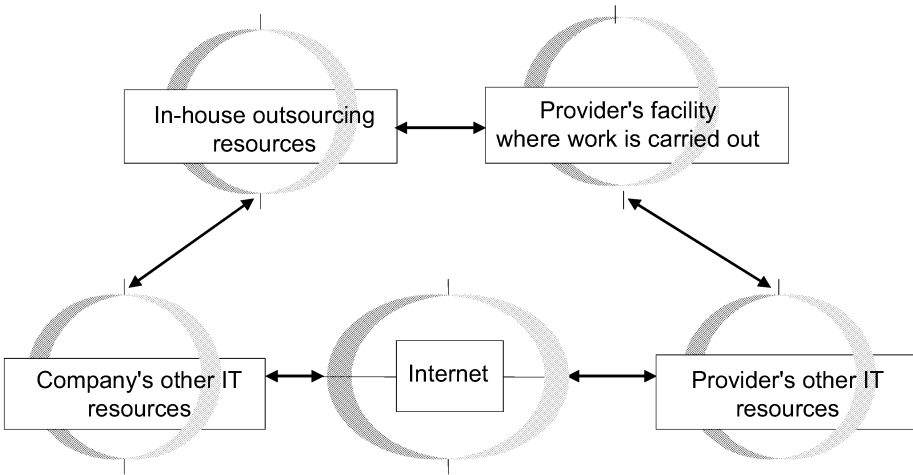 In-house outsourcing
resources
Provider's facility
where work is carried out
Company's other IT
resources
Internet
Provider's other IT
resources